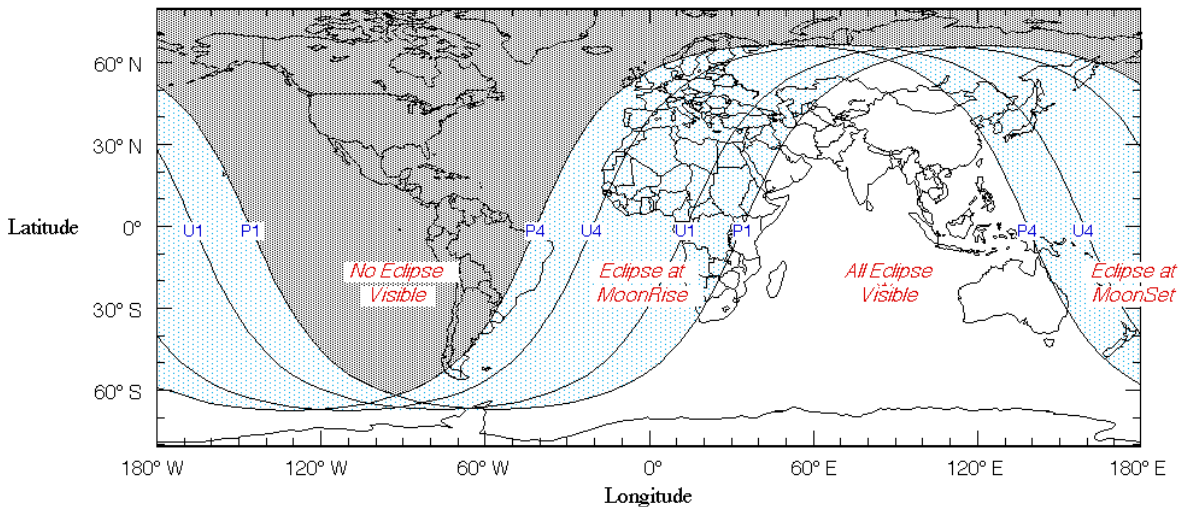 60° N
30° N
Latitude
0°
30° S
60° S
U1
P1
P4
U4
U1
P1
P4
U4
No Eclipse
Visible
Eclipse at
MoonRise
All Eclipse
Visible
Eclipse at
MoonSet
180° W
120° W
60° W
0°
60° E
120° E
180° E
Longitude